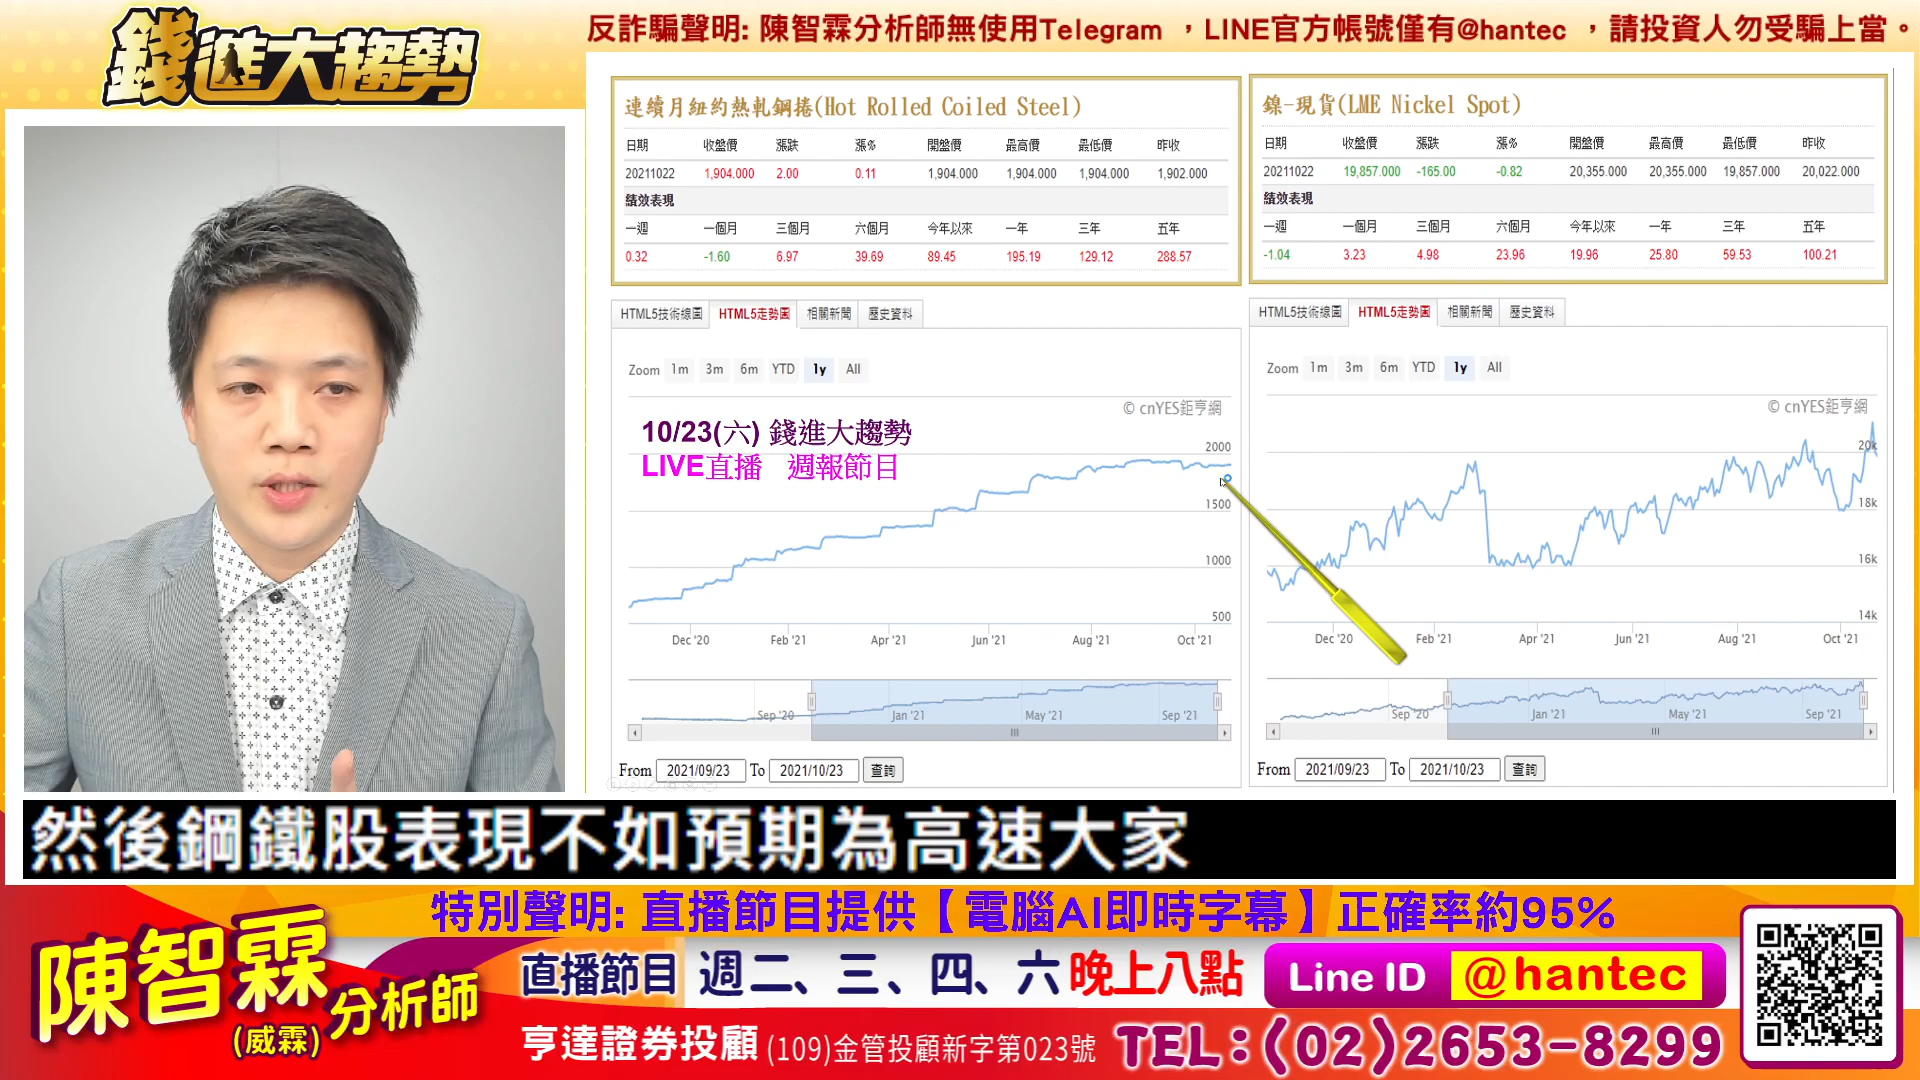 錢進大趨勢
反詐騙聲明: 陳智霖分析師無使用Telegram ，LINE官方帳號僅有@hantec ，請投資人勿受騙上當。
連續月紐約熱軋鋼捲(Hot Rolled Coiled Steel)
日期 收盤價 漲跌 漲% 開盤價 最高價 最低價 昨收
20211022 1,904.000 2.00 0.11 1,904.000 1,904.000 1,904.000 1,902.000
績效表現
一週 一個月 三個月 六個月 今年以來 一年 三年 五年
0.32 -1.60 6.97 39.69 89.45 195.19 129.12 288.57
HTML5技術線圖 HTML5走勢圖 相關新聞 歷史資料
Zoom 1m 3m 6m YTD 1y All
© cnYES鉅亨網
10/23(六) 錢進大趨勢
LIVE直播 週報節目
2000
1500
1000
500
Dec '20 Feb '21 Apr '21 Jun '21 Aug '21 Oct '21
Sep '20 Jan '21 May '21 Sep '21
From 2021/09/23 To 2021/10/23 查詢
鎳-現貨(LME Nickel Spot)
日期 收盤價 漲跌 漲% 開盤價 最高價 最低價 昨收
20211022 19,857.000 -165.00 -0.82 20,355.000 20,355.000 19,857.000 20,022.000
績效表現
一週 一個月 三個月 六個月 今年以來 一年 三年 五年
-1.04 3.23 4.98 23.96 19.96 25.80 59.53 100.21
HTML5技術線圖 HTML5走勢圖 相關新聞 歷史資料
Zoom 1m 3m 6m YTD 1y All
© cnYES鉅亨網
20k
18k
16k
14k
Dec '20 Feb '21 Apr '21 Jun '21 Aug '21 Oct '21
Sep '20 Jan '21 May '21 Sep '21
From 2021/09/23 To 2021/10/23 查詢
然後鋼鐵股表現不如預期為高速大家
特別聲明: 直播節目提供【電腦AI即時字幕】正確率約95%
陳智霖分析師
(威霖)
直播節目 週二、三、四、六晚上八點
Line ID @hantec
亨達證券投顧 (109)金管投顧新字第023號 TEL:(02)2653-8299